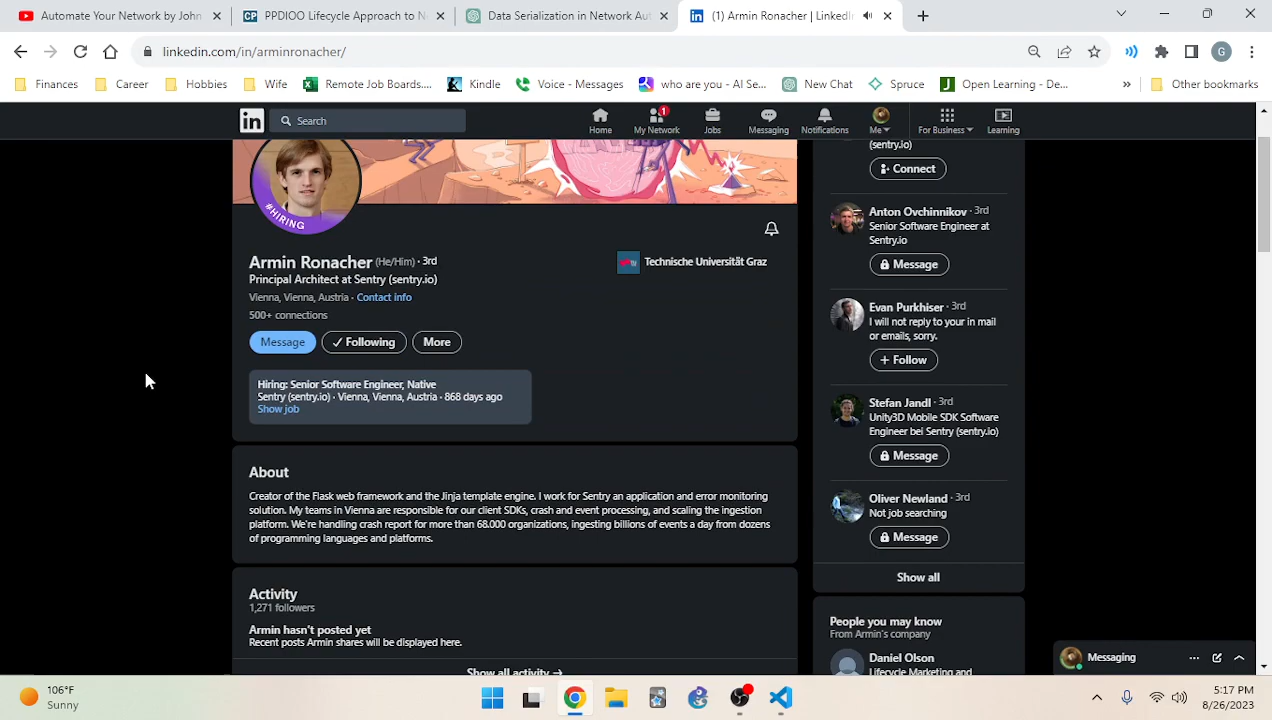 Automate Your Network by John
PPDIOO Lifecycle Approach to N
Data Serialization in Network Aut
(1) Armin Ronacher | LinkedIn
linkedin.com/in/arminronacher/
G
Finances
Career
Hobbies
Wife
Remote Job Boards....
Kindle
Voice - Messages
who are you - AI Se...
New Chat
Spruce
Open Learning - De...
»
Other bookmarks
in
Search
Home
1
My Network
Jobs
Messaging
Notifications
Me
For Business
Learning
#HIRING
Armin Ronacher (He/Him) · 3rd
Principal Architect at Sentry (sentry.io)
Vienna, Vienna, Austria · Contact info
500+ connections
Message
Following
More
Technische Universität Graz
Hiring: Senior Software Engineer, Native
Sentry (sentry.io) · Vienna, Vienna, Austria · 868 days ago
Show job
About
Creator of the Flask web framework and the Jinja template engine. I work for Sentry an application and error monitoring
solution. My teams in Vienna are responsible for our client SDKs, crash and event processing, and scaling the ingestion
platform. We're handling crash report for more than 68.000 organizations, ingesting billions of events a day from dozens
of programming languages and platforms.
Activity
1,271 followers
Armin hasn't posted yet
Recent posts Armin shares will be displayed here.
Show all activity →
(sentry.io)
Connect
Anton Ovchinnikov · 3rd
Senior Software Engineer at
Sentry.io
Message
Evan Purkhiser · 3rd
I will not reply to your in mail
or emails, sorry.
+ Follow
Stefan Jandl · 3rd
Unity3D Mobile SDK Software
Engineer bei Sentry (sentry.io)
Message
Oliver Newland · 3rd
Not job searching
Message
Show all
People you may know
From Armin's company
Daniel Olson
Lifecycle Marketing and
Messaging
106°F
Sunny
5:17 PM
8/26/2023